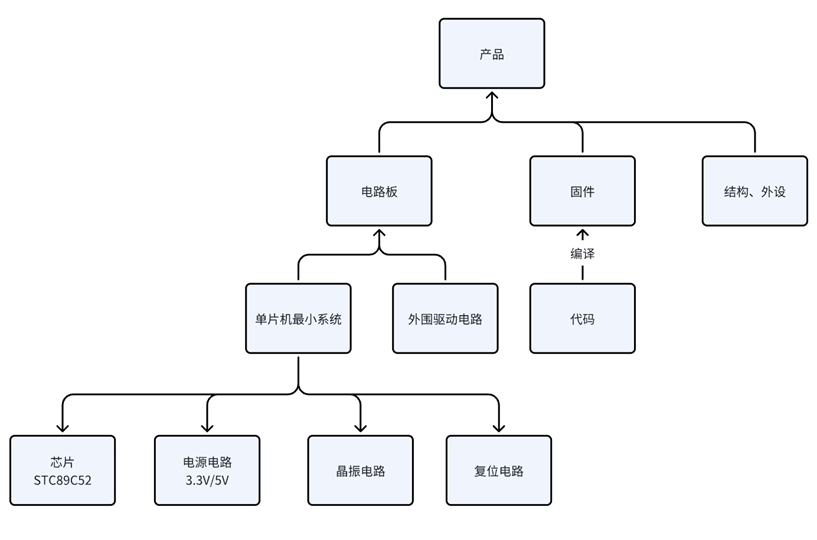 产品
电路板
固件
结构、外设
编译
单片机最小系统
外围驱动电路
代码
芯片
STC89C52
电源电路
3.3V/5V
晶振电路
复位电路